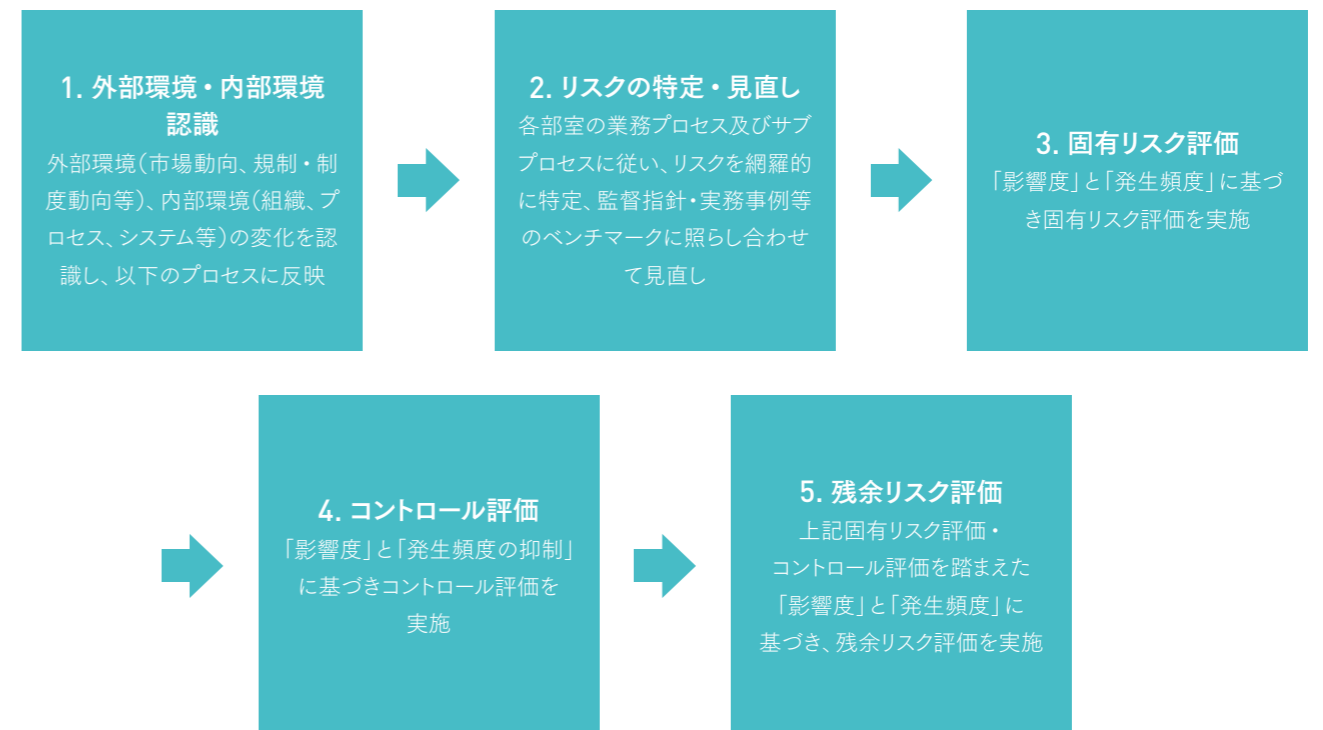 1. 外部環境・内部環境
認識
外部環境(市場動向、規制・制
度動向等)、内部環境(組織、プ
ロセス、システム等)の変化を認
識し、以下のプロセスに反映
2. リスクの特定・見直し
各部室の業務プロセス及びサブ
プロセスに従い、リスクを網羅的
に特定、監督指針・実務事例等
のベンチマークに照らし合わせ
て見直し
3. 固有リスク評価
「影響度」と「発生頻度」に基づ
き固有リスク評価を実施
4. コントロール評価
「影響度」と「発生頻度の抑制」
に基づきコントロール評価を
実施
5. 残余リスク評価
上記固有リスク評価・
コントロール評価を踏まえた
「影響度」と「発生頻度」に
基づき、残余リスク評価を実施